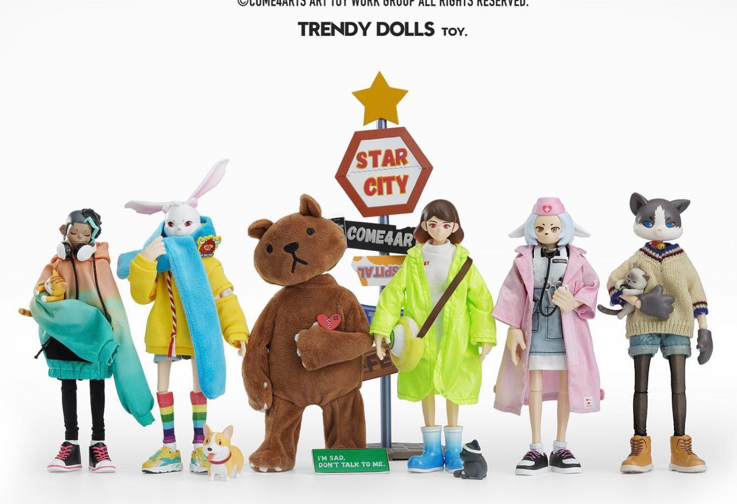 ©COME4ARTS ART TOY WORK GROUP ALL RIGHTS RESERVED.
TRENDY DOLLS TOY.
STAR
CITY
COME4AR
I'M SAD,
DON'T TALK TO ME.